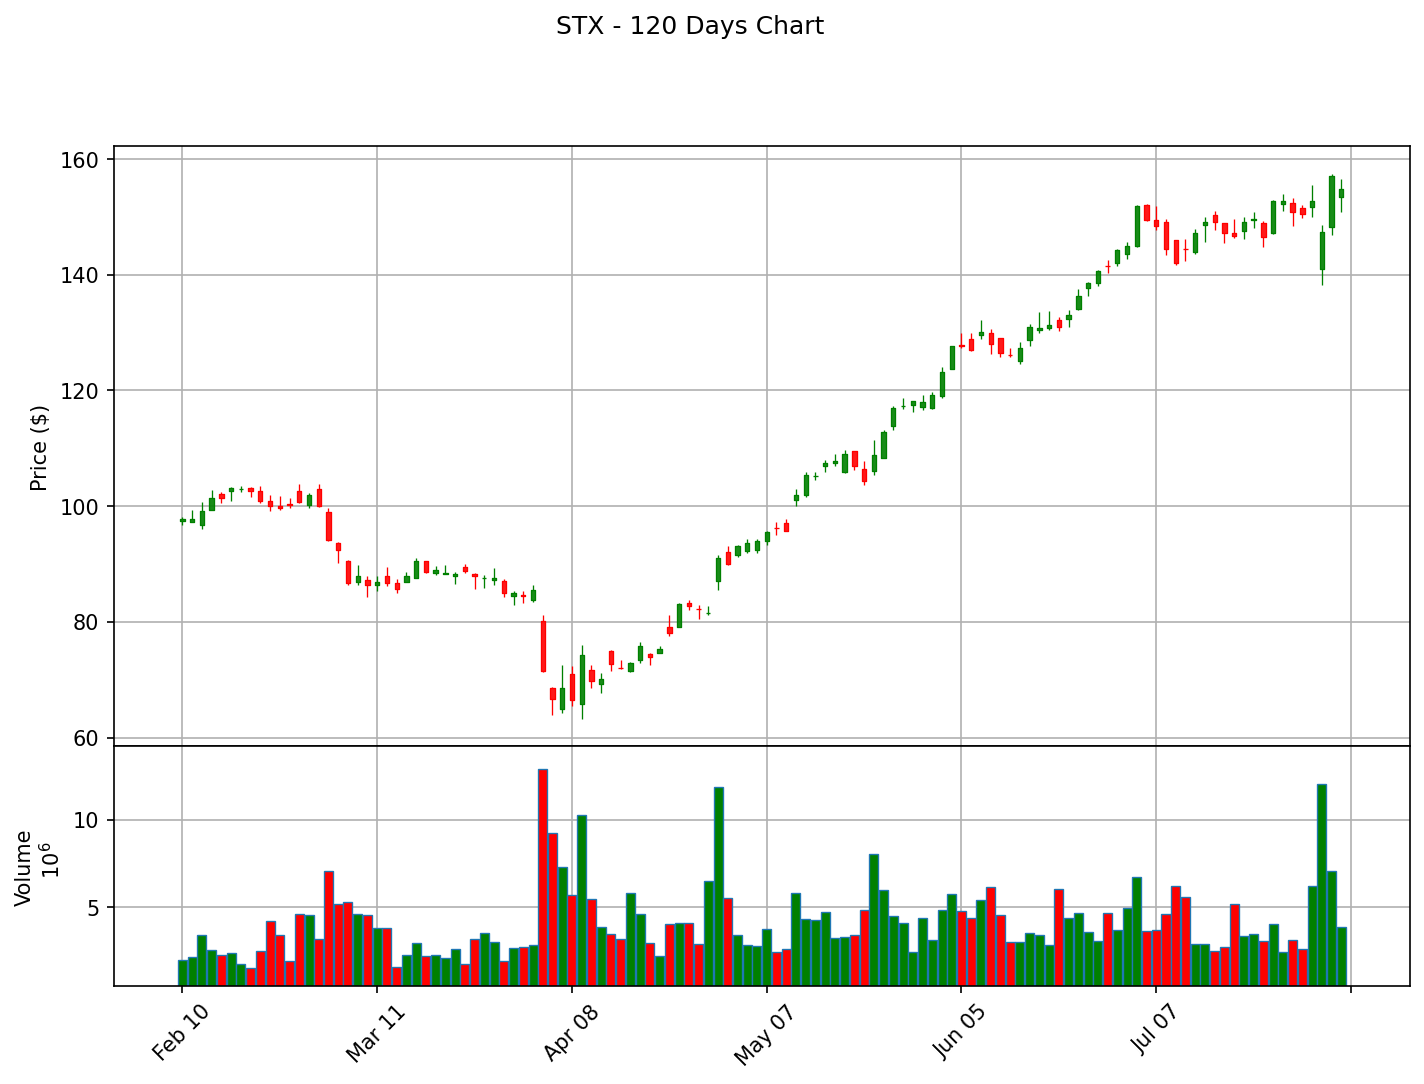 STX - 120 Days Chart
160
140
120
100
80
60
Price ($)
10
5
Volume
10⁶
Feb 10
Mar 11
Apr 08
May 07
Jun 05
Jul 07